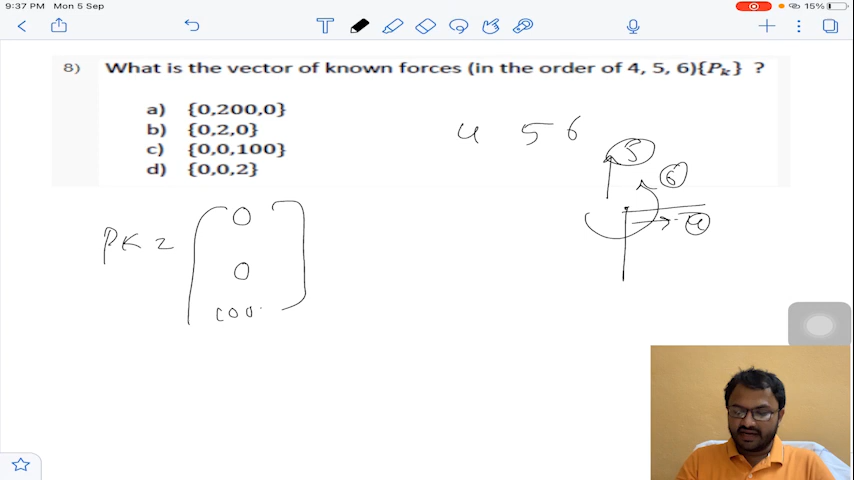 9:37 PM Mon 5 Sep
15%
8) What is the vector of known forces (in the order of 4, 5, 6){Pₖ} ?
a) {0,200,0}
b) {0,2,0}
c) {0,0,100}
d) {0,0,2}
4 5 6
5
6
4
PK =
0
0
100